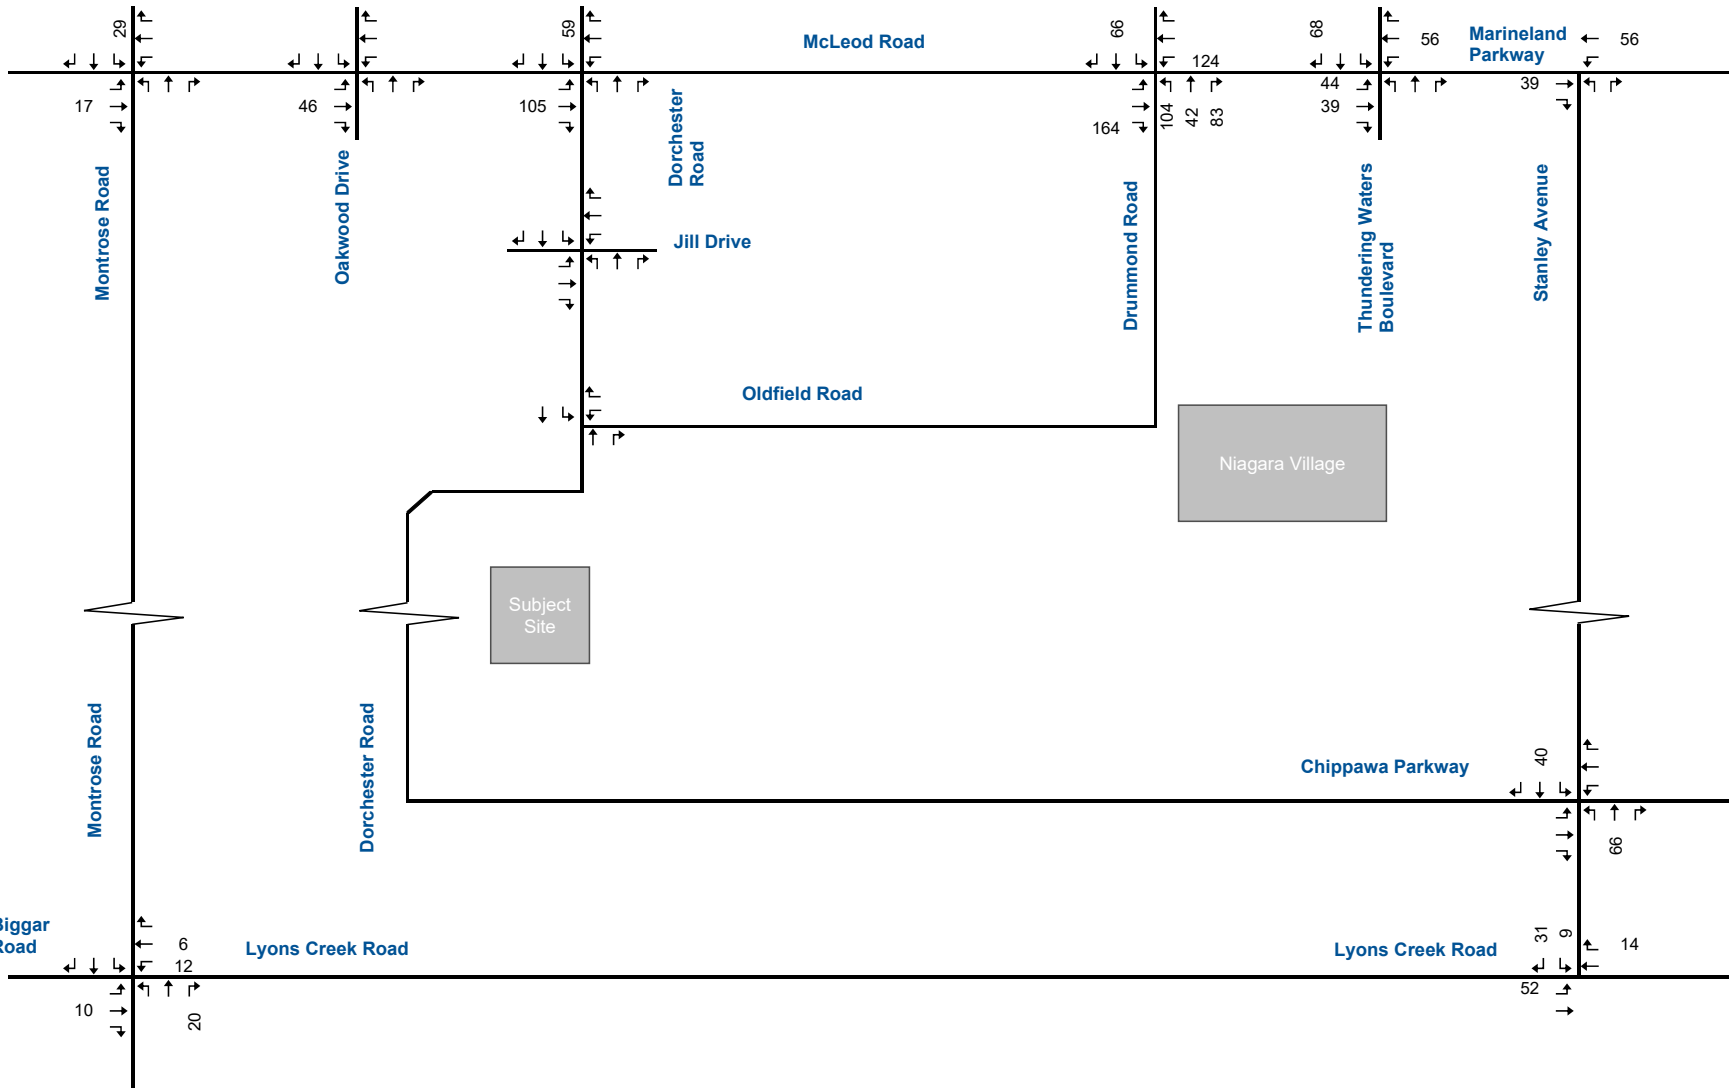 29
59
66
68
McLeod Road
56
Marineland
Parkway
56
17
46
105
124
164
104
42
83
44
39
39
Montrose Road
Oakwood Drive
Dorchester
Road
Drummond Road
Thundering Waters
Boulevard
Stanley Avenue
Jill Drive
Oldfield Road
Niagara Village
Subject
Site
Montrose Road
Dorchester Road
Chippawa Parkway
40
66
Biggar
Road
6
12
Lyons Creek Road
10
20
Lyons Creek Road
31
9
14
52